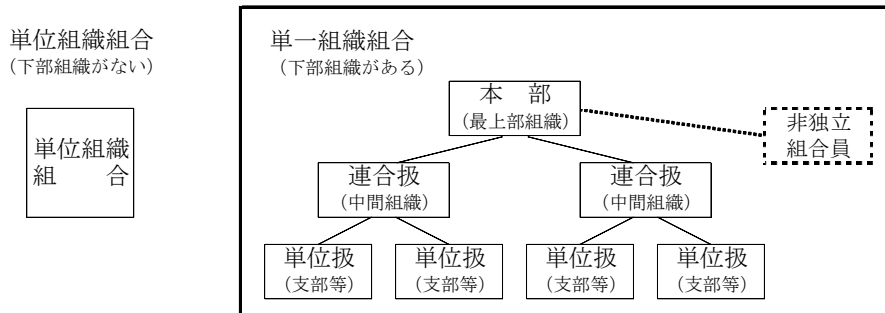 単位組織組合
(下部組織がない)
単位組織
組　　合
単一組織組合
(下部組織がある)
本　部
(最上部組織)
非独立
組合員
連合扱
(中間組織)
連合扱
(中間組織)
単位扱
(支部等)
単位扱
(支部等)
単位扱
(支部等)
単位扱
(支部等)